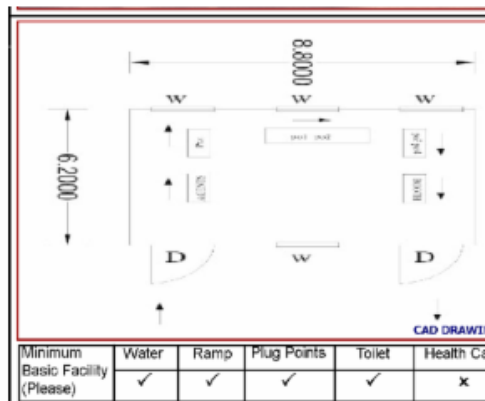 8.8000
W W W
6.2000
D W D
CAD DRAWI
Minimum Basic Facility (Please) Water Ramp Plug Points Toilet Health Ca
✓ ✓ ✓ ✓ x